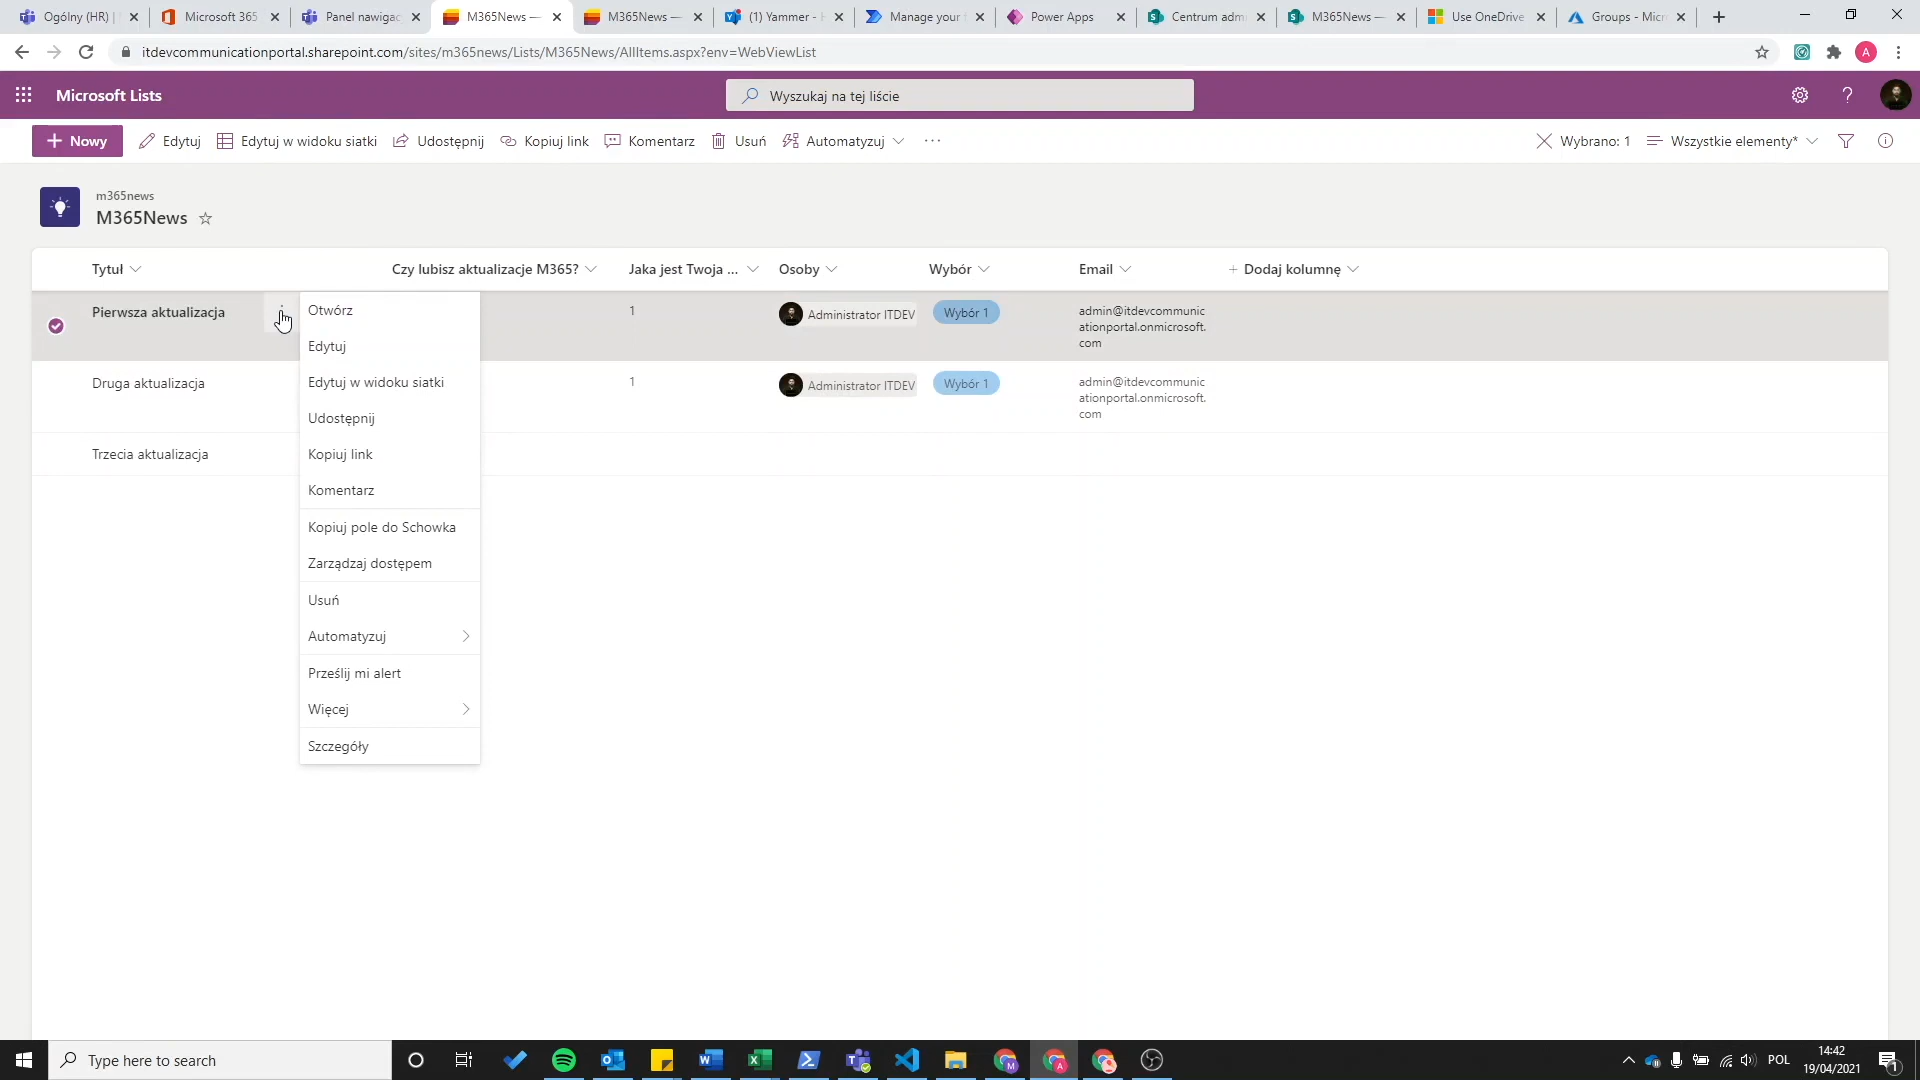 Ogólny (HR) |
Microsoft 365
Panel nawigac
M365News —
M365News —
(1) Yammer - H
Manage your f
Power Apps
Centrum adm
M365News —
Use OneDrive
Groups - Micr
itdevcommunicationportal.sharepoint.com/sites/m365news/Lists/M365News/AllItems.aspx?env=WebViewList
A
Microsoft Lists
Wyszukaj na tej liście
+ Nowy
Edytuj
Edytuj w widoku siatki
Udostępnij
Kopiuj link
Komentarz
Usuń
Automatyzuj
Wybrano: 1
Wszystkie elementy*
m365news
M365News
Tytuł
Czy lubisz aktualizacje M365?
Jaka jest Twoja ...
Osoby
Wybór
Email
+ Dodaj kolumnę
Pierwsza aktualizacja
1
Administrator ITDEV
Wybór 1
admin@itdevcommunic
ationportal.onmicrosoft.
com
Druga aktualizacja
1
Administrator ITDEV
Wybór 1
admin@itdevcommunic
ationportal.onmicrosoft.
com
Trzecia aktualizacja
Otwórz
Edytuj
Edytuj w widoku siatki
Udostępnij
Kopiuj link
Komentarz
Kopiuj pole do Schowka
Zarządzaj dostępem
Usuń
Automatyzuj
Prześlij mi alert
Więcej
Szczegóły
Type here to search
POL
14:42
19/04/2021
1